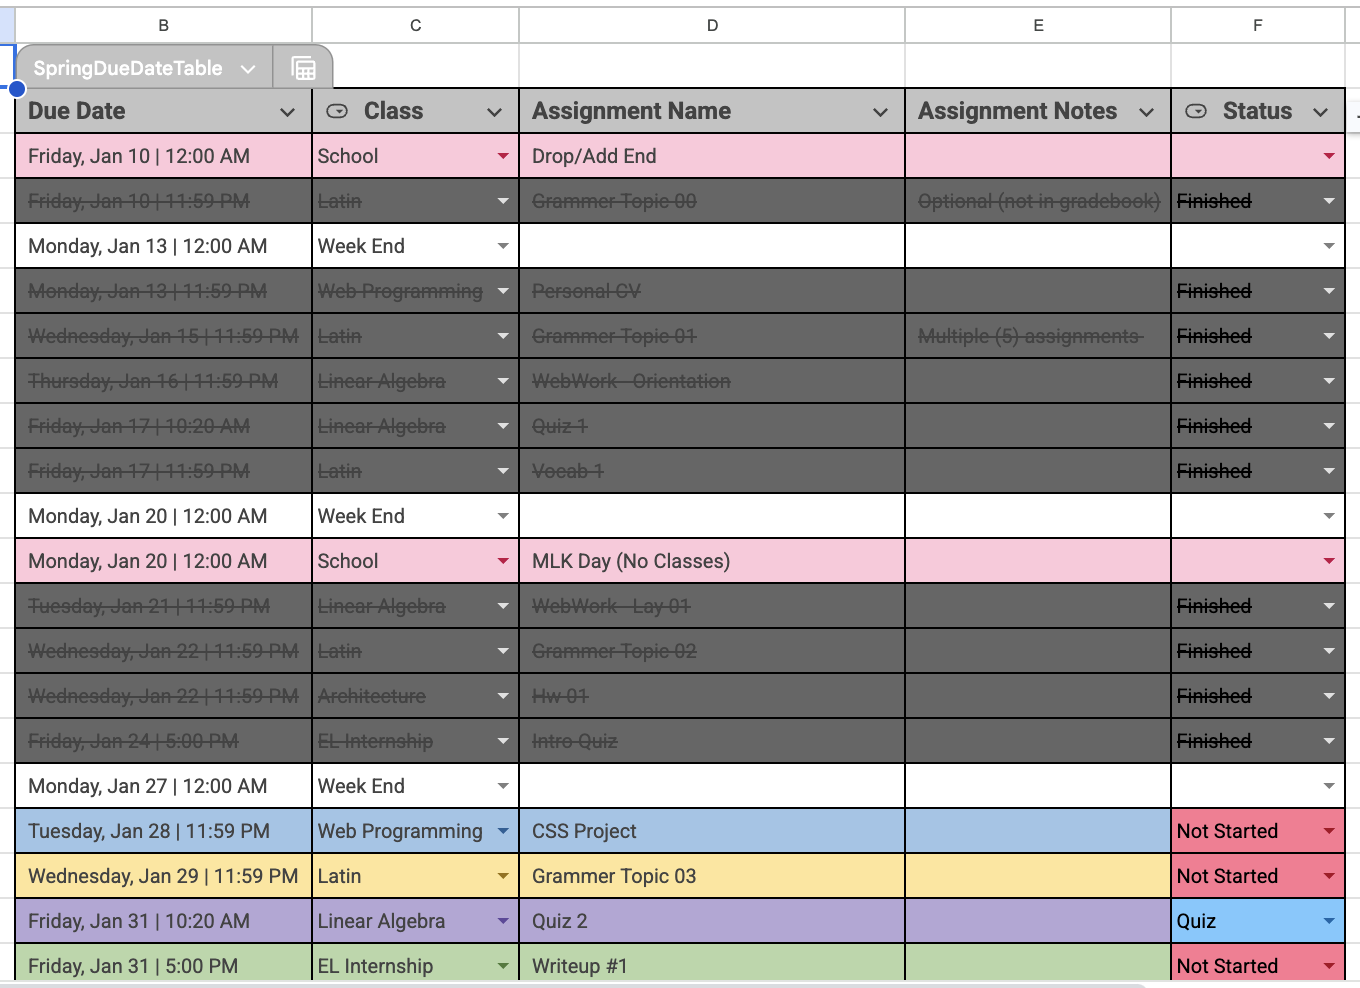 B C D E F
SpringDueDateTable
Due Date Class Assignment Name Assignment Notes Status
Friday, Jan 10 | 12:00 AM School Drop/Add End
Friday, Jan 10 | 11:59 PM Latin Grammer Topic 00 Optional (not in gradebook) Finished
Monday, Jan 13 | 12:00 AM Week End
Monday, Jan 13 | 11:59 PM Web Programming Personal CV Finished
Wednesday, Jan 15 | 11:59 PM Latin Grammer Topic 01 Multiple (5) assignments Finished
Thursday, Jan 16 | 11:59 PM Linear Algebra WebWork - Orientation Finished
Friday, Jan 17 | 10:20 AM Linear Algebra Quiz 1 Finished
Friday, Jan 17 | 11:59 PM Latin Vocab 1 Finished
Monday, Jan 20 | 12:00 AM Week End
Monday, Jan 20 | 12:00 AM School MLK Day (No Classes)
Tuesday, Jan 21 | 11:59 PM Linear Algebra WebWork - Lay 01 Finished
Wednesday, Jan 22 | 11:59 PM Latin Grammer Topic 02 Finished
Wednesday, Jan 22 | 11:59 PM Architecture Hw 01 Finished
Friday, Jan 24 | 5:00 PM EL Internship Intro Quiz Finished
Monday, Jan 27 | 12:00 AM Week End
Tuesday, Jan 28 | 11:59 PM Web Programming CSS Project Not Started
Wednesday, Jan 29 | 11:59 PM Latin Grammer Topic 03 Not Started
Friday, Jan 31 | 10:20 AM Linear Algebra Quiz 2 Quiz
Friday, Jan 31 | 5:00 PM EL Internship Writeup #1 Not Started